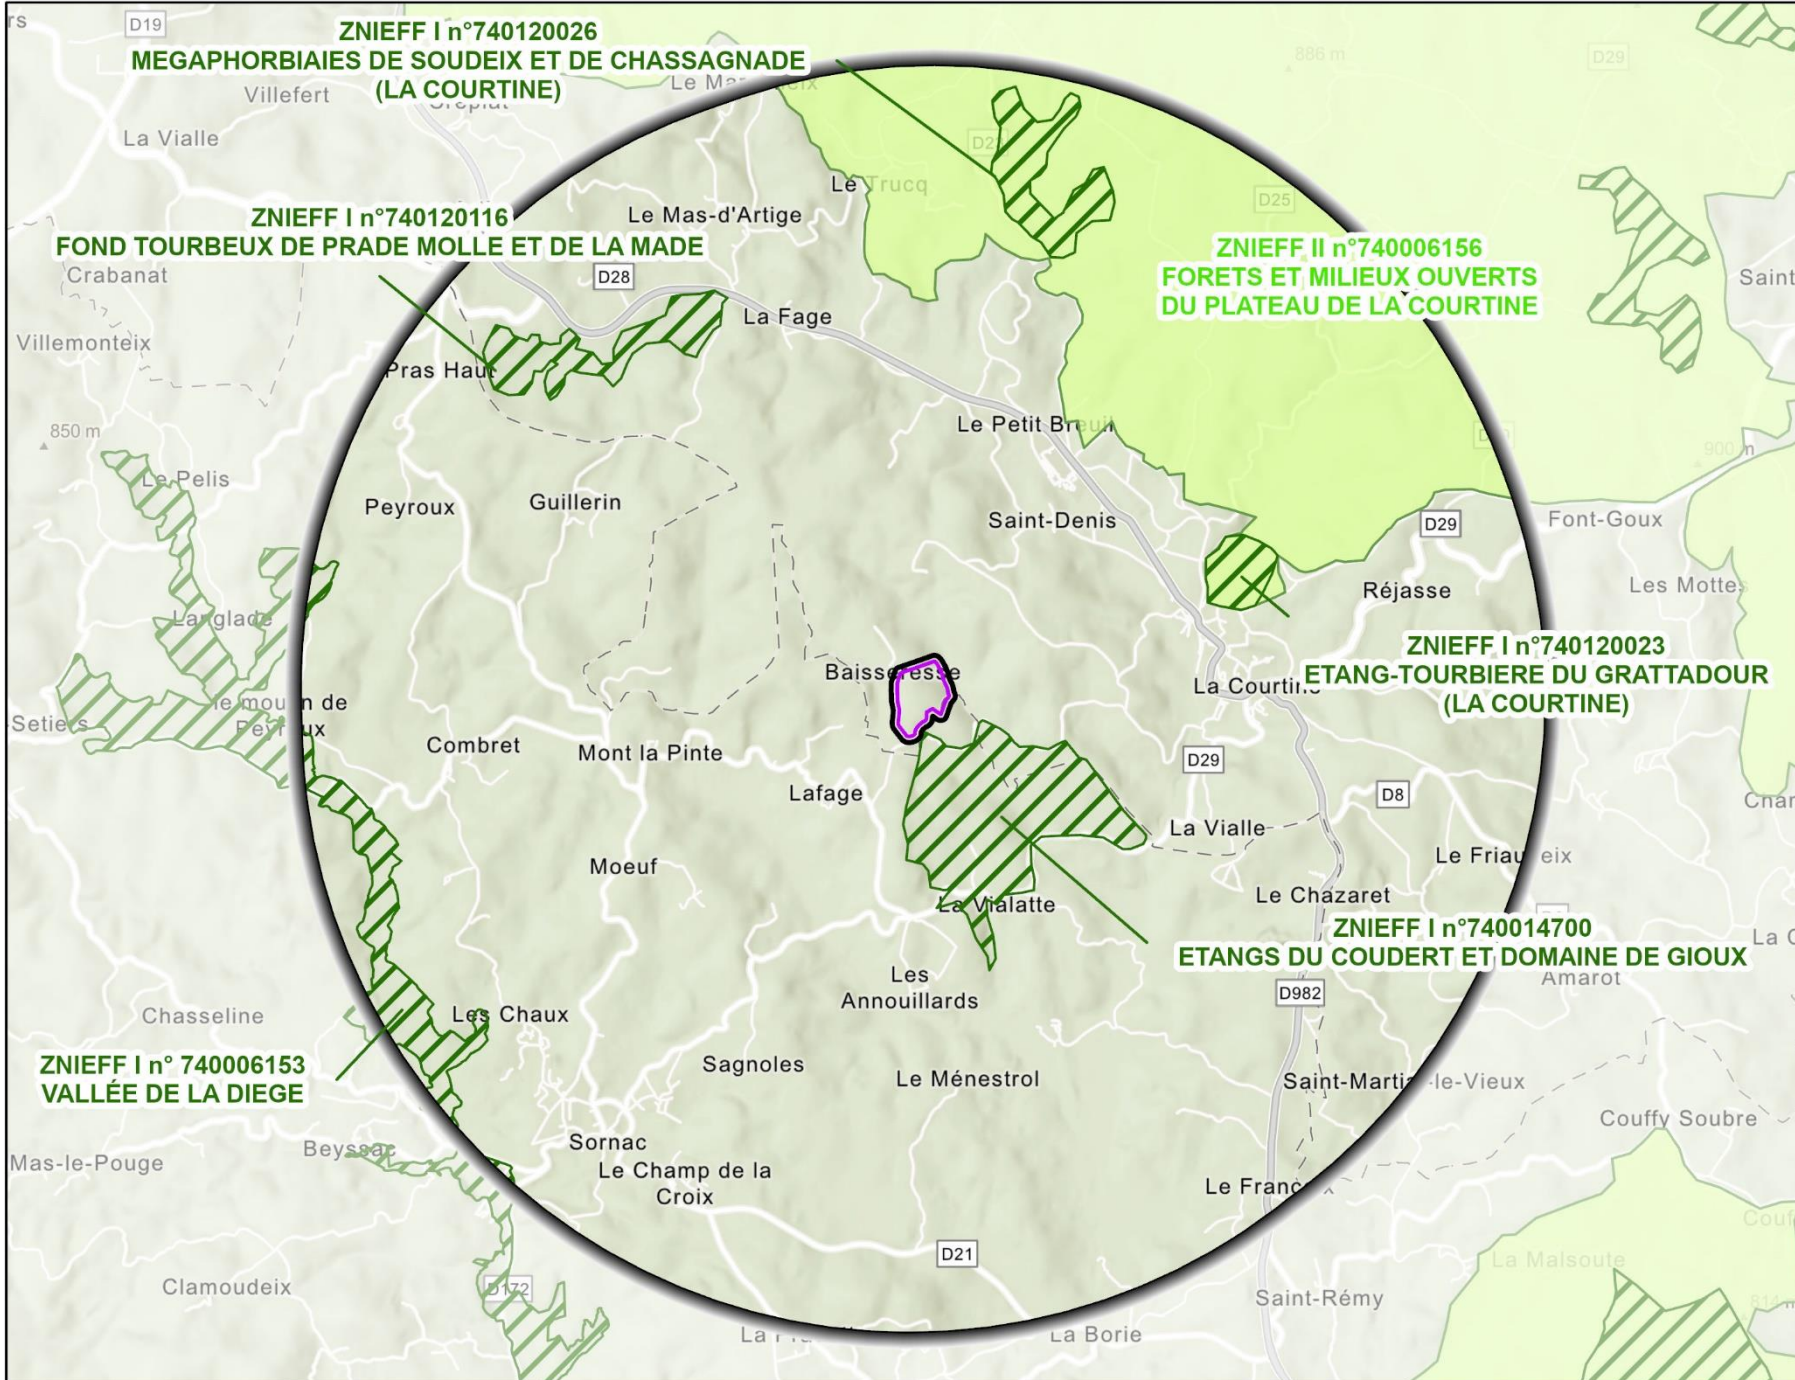 D19
ZNIEFF I n°740120026
MEGAPHORBIAIES DE SOUDEIX ET DE CHASSAGNADE
(LA COURTINE)
886 m
D29
Villefert
La Vialle
Le Trucq
D25
ZNIEFF I n°740120116
FOND TOURBEUX DE PRADE MOLLE ET DE LA MADE
Le Mas-d'Artige
ZNIEFF II n°740006156
FORETS ET MILIEUX OUVERTS
DU PLATEAU DE LA COURTINE
Crabanat
D28
Saint
La Fage
Villemonteix
Pras Haut
850 m
Le Petit Breuil
900 m
Le Pelis
Peyroux
Guillerin
Saint-Denis
D29
Font-Goux
Réjasse
Les Mottes
Langlade
ZNIEFF I n°740120023
ETANG-TOURBIERE DU GRATTADOUR
(LA COURTINE)
Baisseresse
La Courtine
Setiers
le moulin de
Peyroux
Combret
Mont la Pinte
D29
Lafage
D8
La Vialle
Moeuf
Le Chazaret
La Vialatte
ZNIEFF I n°740014700
ETANGS DU COUDERT ET DOMAINE DE GIOUX
Les
Annouillards
Amarot
D982
Chasseline
Les Chaux
ZNIEFF I n° 740006153
VALLÉE DE LA DIEGE
Sagnoles
Le Ménestrol
Saint-Martial-le-Vieux
Couffy Soubre
Beyssac
Sornac
Mas-le-Pouge
Le Champ de la
Croix
D21
La Malsoute
Clamoudeix
D172
Saint-Rémy
La Borie